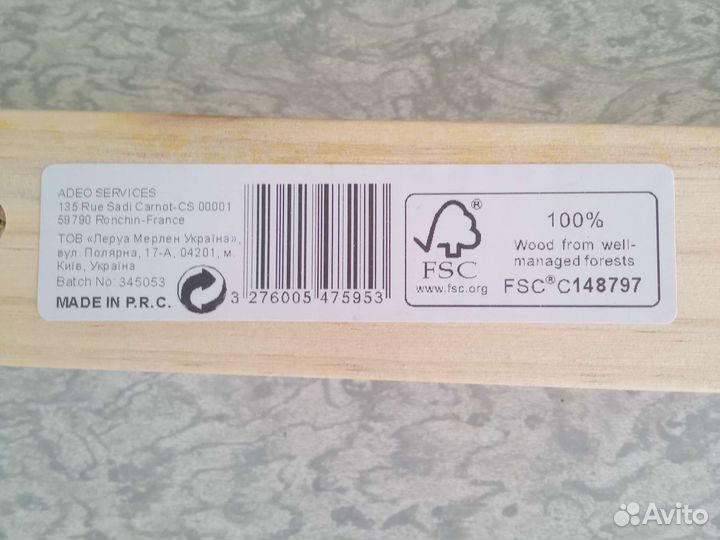 ADEO SERVICES
135 Rue Sadi Carnot-CS 00001
59790 Ronchin-France
ТОВ «Леруа Мерлен Україна»,
вул. Полярна, 17-А, 04201, м.
Київ, Україна
Batch No: 345053
MADE IN P.R.C.
3 276005 475953
®
FSC
www.fsc.org
100%
Wood from well-
managed forests
FSC® C148797
Avito